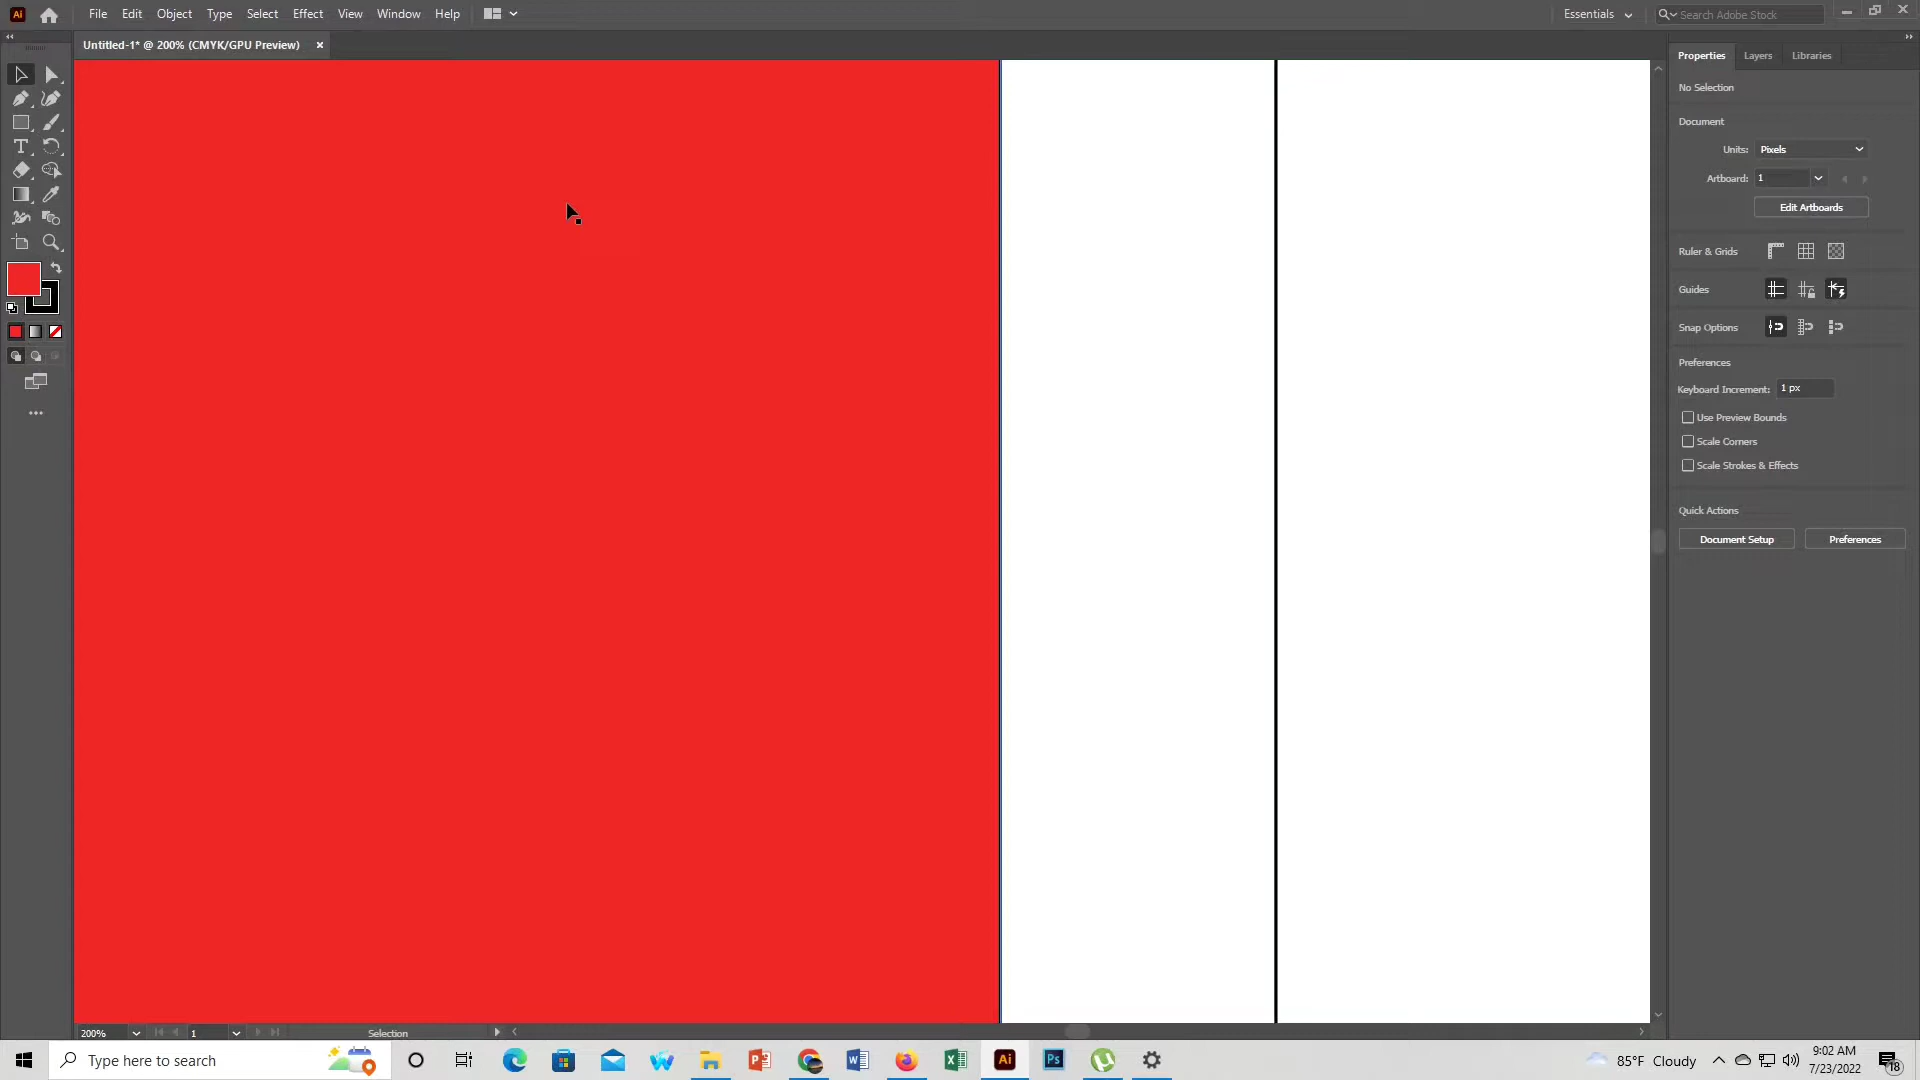 Ai File Edit Object Type Select Effect View Window Help Essentials Search Adobe Stock
Untitled-1* @ 200% (CMYK/GPU Preview) ×
Properties Layers Libraries
No Selection
Document
Units: Pixels
Artboard: 1
Edit Artboards
Ruler & Grids
Guides
Snap Options
Preferences
Keyboard Increment: 1 px
Use Preview Bounds
Scale Corners
Scale Strokes & Effects
Quick Actions
Document Setup Preferences
200% 1 Selection
Type here to search
Ai Ps
85°F Cloudy
9:02 AM
7/23/2022
18